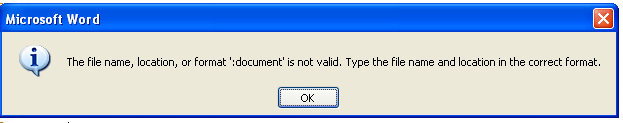 Microsoft Word
The file name, location, or format ':document' is not valid. Type the file name and location in the correct format.
OK